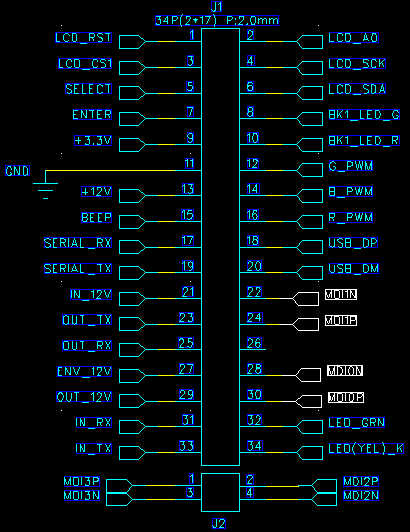 J1
34P(2*17) P:2.0mm
LCD_RST 1 2 LCD_A0
LCD_CS1 3 4 LCD_SCK
SELECT 5 6 LCD_SDA
ENTER 7 8 BK1_LED_G
+3.3V 9 10 BK1_LED_R
GND 11 12 G_PWM
+12V 13 14 B_PWM
BEEP 15 16 R_PWM
SERIAL_RX 17 18 USB_DP
SERIAL_TX 19 20 USB_DM
IN_12V 21 22 MDI1N
OUT_TX 23 24 MDI1P
OUT_RX 25 26
ENV_12V 27 28 MDI0N
OUT_12V 29 30 MDI0P
IN_RX 31 32 LED_GRN
IN_TX 33 34 LED(YEL)_K
MDI3P 1 2 MDI2P
MDI3N 3 4 MDI2N
J2